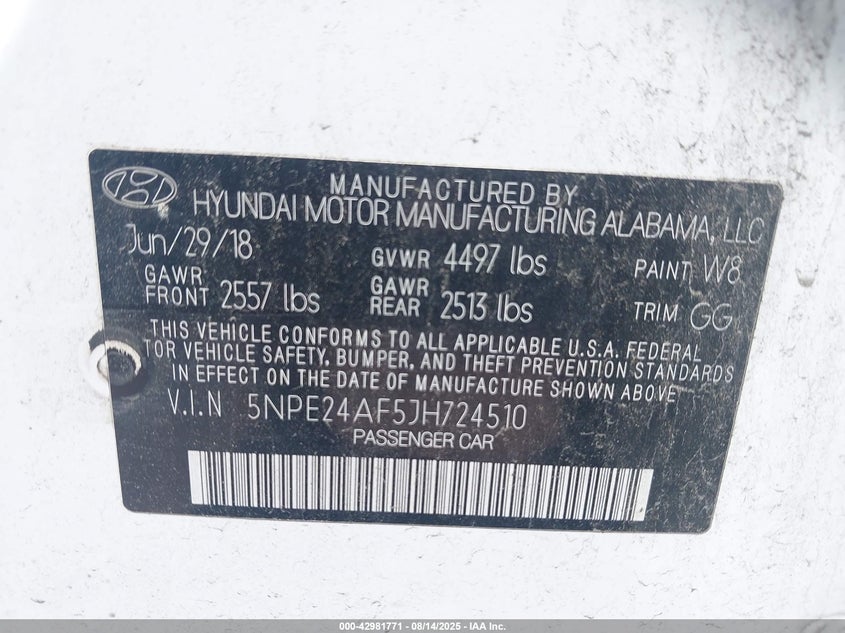 MANUFACTURED BY
HYUNDAI MOTOR MANUFACTURING ALABAMA, LLC
Jun/29/18 GVWR 4497 lbs PAINT W8
GAWR FRONT 2557 lbs GAWR REAR 2513 lbs TRIM GG
THIS VEHICLE CONFORMS TO ALL APPLICABLE U.S.A. FEDERAL
TOR VEHICLE SAFETY, BUMPER, AND THEFT PREVENTION STANDARDS
IN EFFECT ON THE DATE OF MANUFACTURE SHOWN ABOVE
V.I.N 5NPE24AF5JH724510
PASSENGER CAR
000-42981771 - 08/14/2025 - IAA Inc.